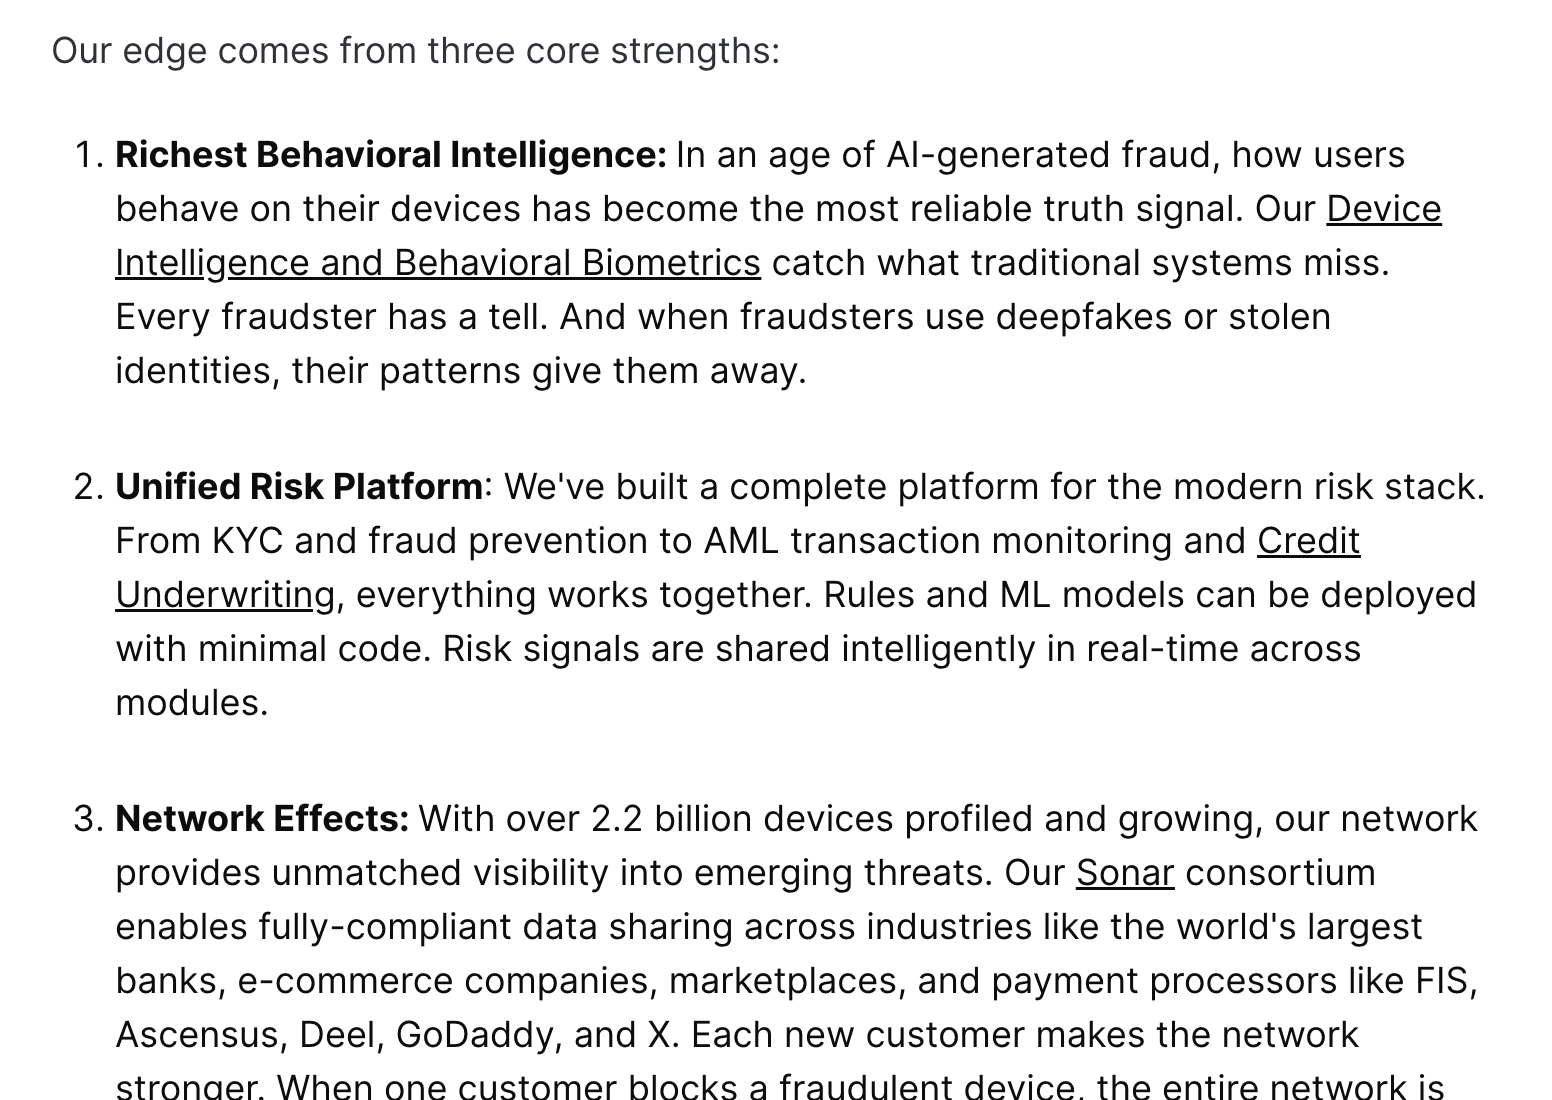 Our edge comes from three core strengths:
1. Richest Behavioral Intelligence: In an age of AI-generated fraud, how users
behave on their devices has become the most reliable truth signal. Our Device
Intelligence and Behavioral Biometrics catch what traditional systems miss.
Every fraudster has a tell. And when fraudsters use deepfakes or stolen
identities, their patterns give them away.
2. Unified Risk Platform: We've built a complete platform for the modern risk stack.
From KYC and fraud prevention to AML transaction monitoring and Credit
Underwriting, everything works together. Rules and ML models can be deployed
with minimal code. Risk signals are shared intelligently in real-time across
modules.
3. Network Effects: With over 2.2 billion devices profiled and growing, our network
provides unmatched visibility into emerging threats. Our Sonar consortium
enables fully-compliant data sharing across industries like the world's largest
banks, e-commerce companies, marketplaces, and payment processors like FIS,
Ascensus, Deel, GoDaddy, and X. Each new customer makes the network
stronger. When one customer blocks a fraudulent device, the entire network is